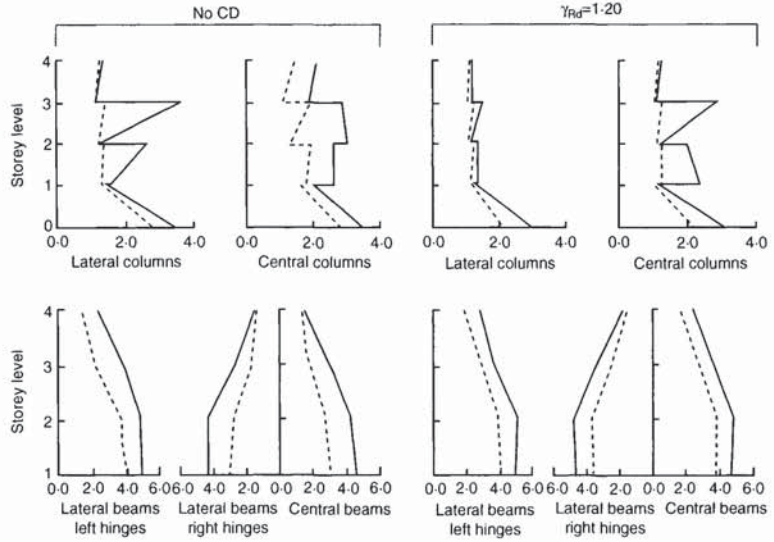 No CD
γRd=1·20
Storey level
4
3
2
1
0
0·0 2·0 4·0
Lateral columns
0·0 2·0 4·0
Central columns
0·0 2·0 4·0
Lateral columns
0·0 2·0 4·0
Central columns
Storey level
4
3
2
1
0·0 2·0 4·0 6·0
Lateral beams
left hinges
6·0 4·0 2·0 0·0
Lateral beams
right hinges
2·0 4·0 6·0
Central beams
0·0 2·0 4·0 6·0
Lateral beams
left hinges
6·0 4·0 2·0 0·0
Lateral beams
right hinges
2·0 4·0 6·0
Central beams